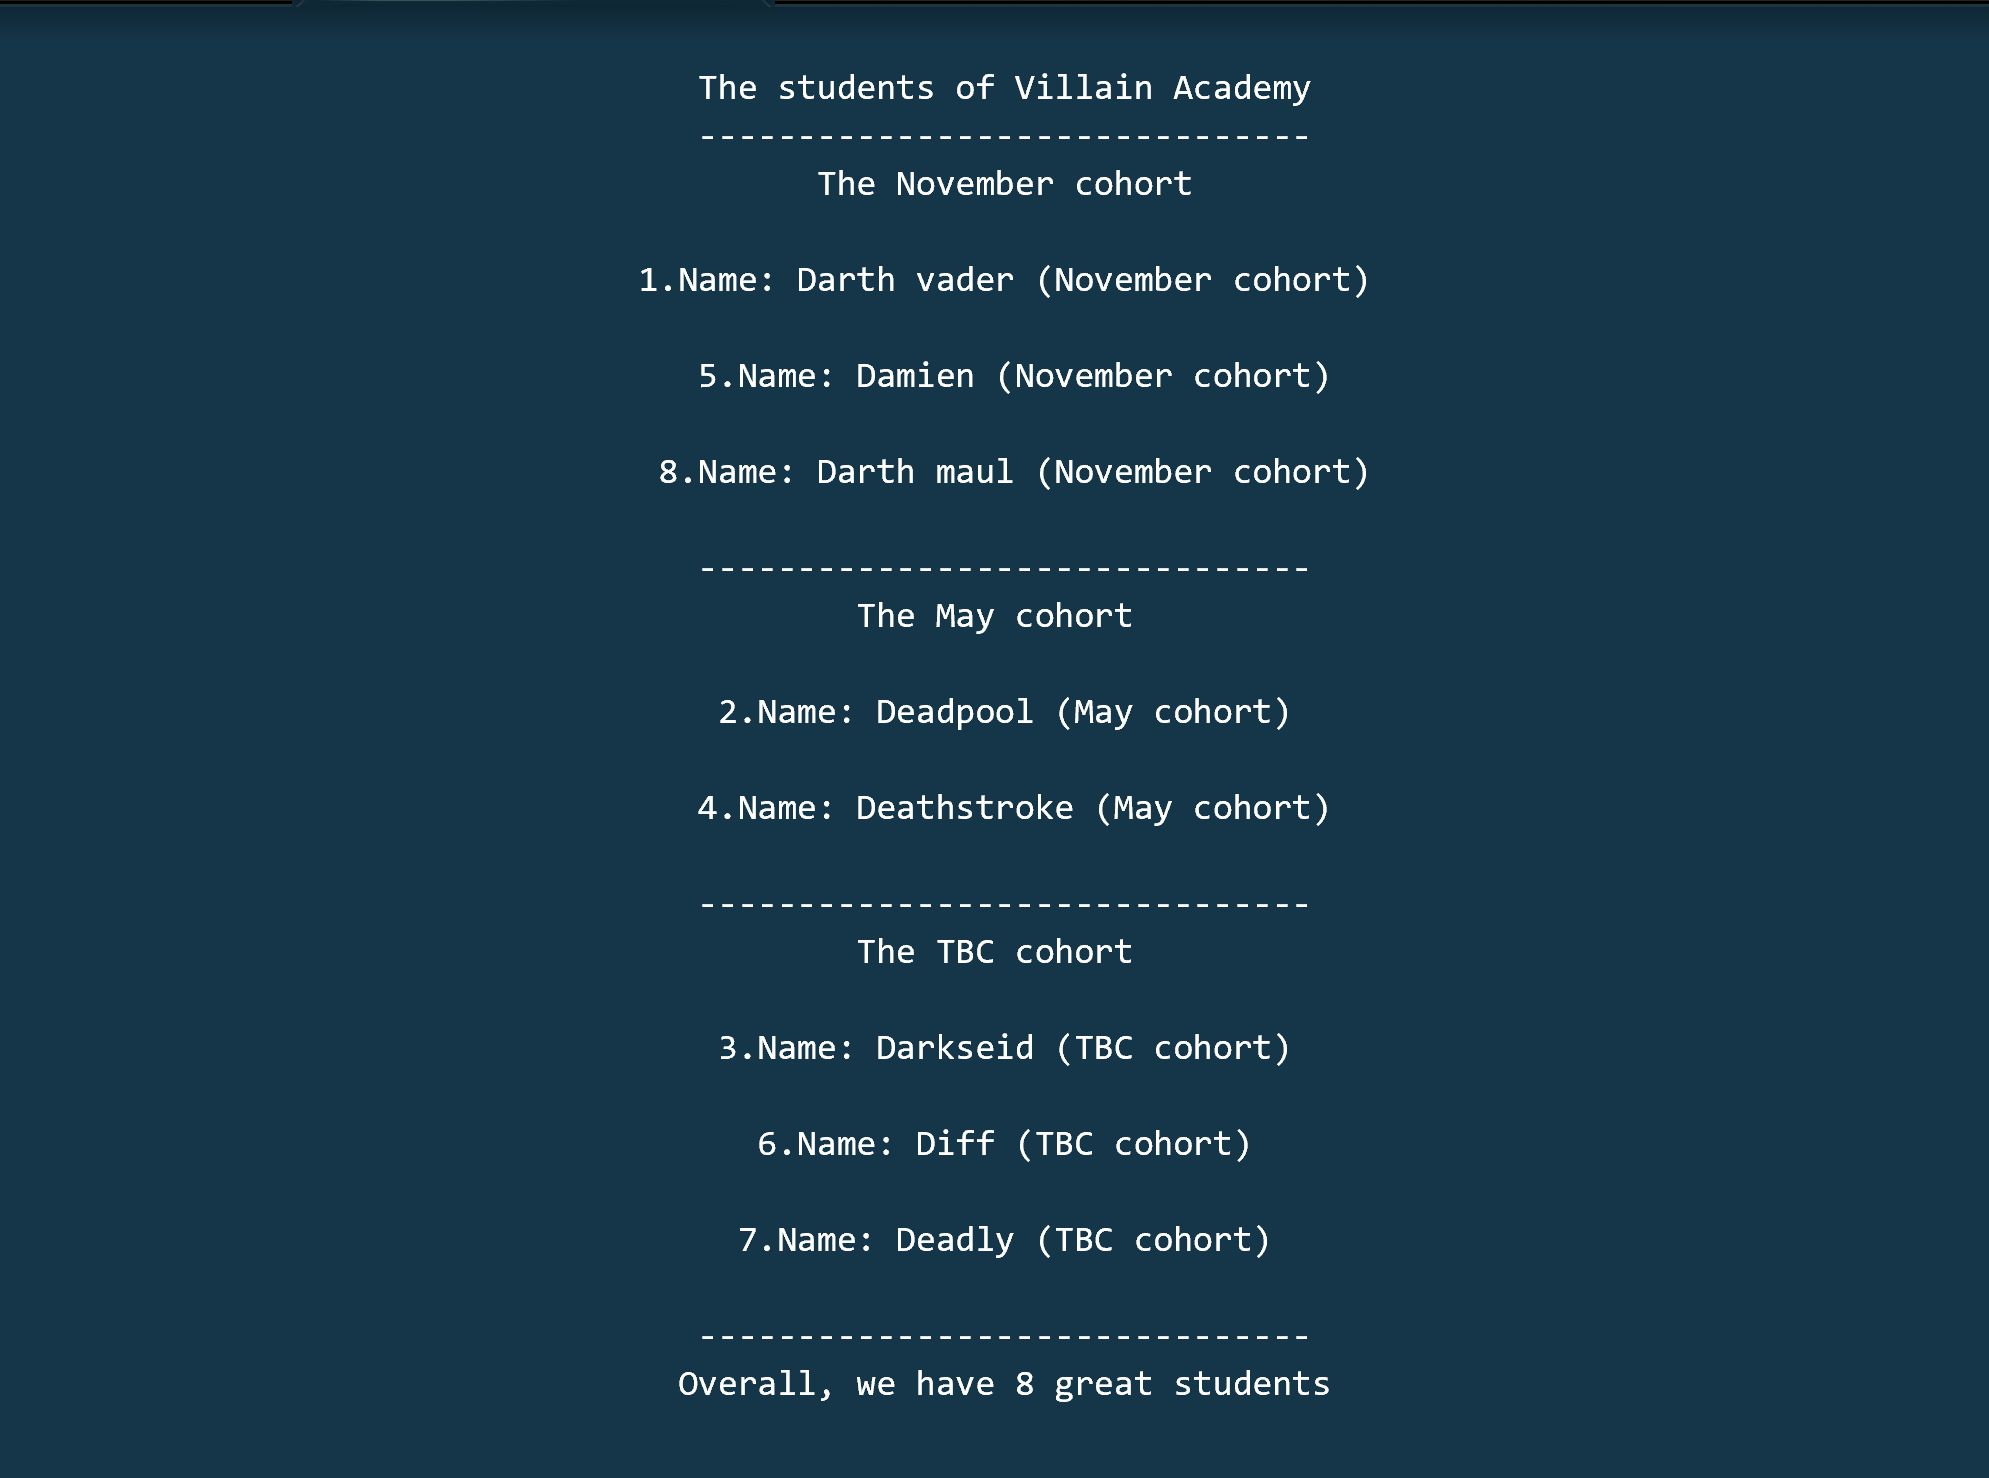 The students of Villain Academy
-------------------------------
The November cohort
1.Name: Darth vader (November cohort)
5.Name: Damien (November cohort)
8.Name: Darth maul (November cohort)
-------------------------------
The May cohort
2.Name: Deadpool (May cohort)
4.Name: Deathstroke (May cohort)
-------------------------------
The TBC cohort
3.Name: Darkseid (TBC cohort)
6.Name: Diff (TBC cohort)
7.Name: Deadly (TBC cohort)
-------------------------------
Overall, we have 8 great students